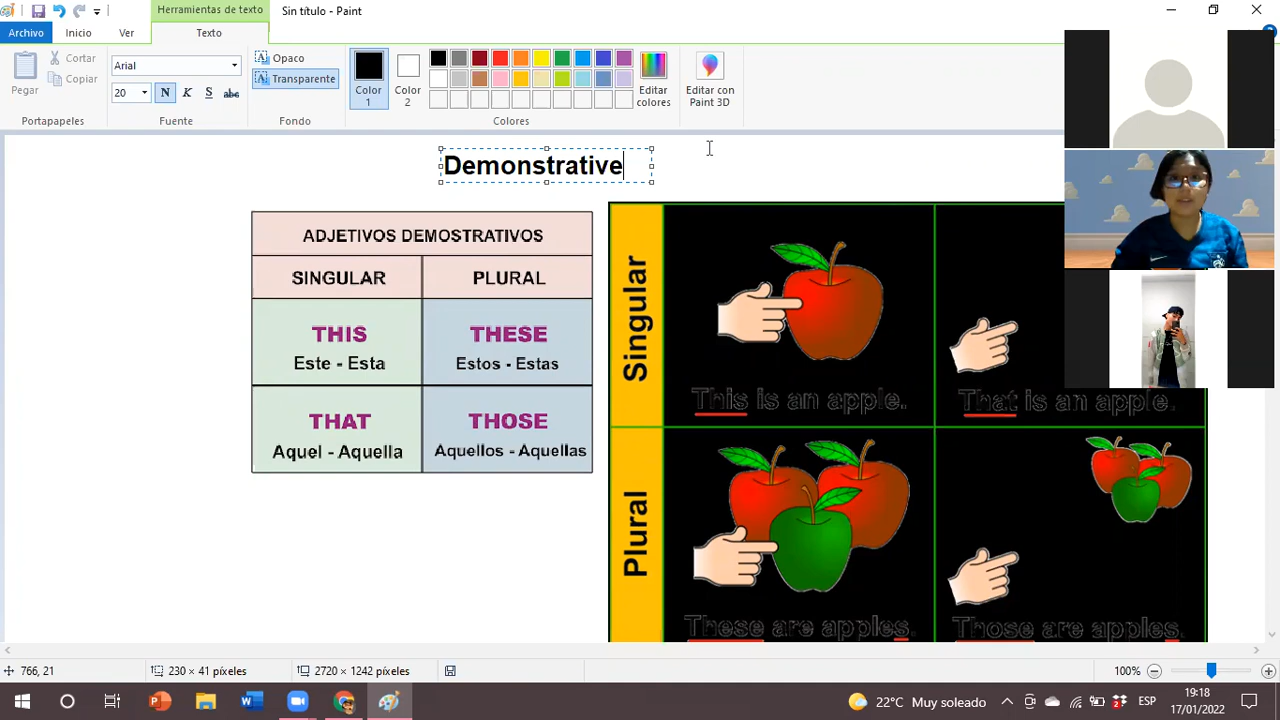 Herramientas de texto
Sin título - Paint
Archivo
Inicio
Ver
Texto
Pegar
Cortar
Copiar
Portapapeles
Arial
20
N K S abc
Fuente
Opaco
Transparente
Fondo
Color 1
Color 2
Editar colores
Colores
Editar con Paint 3D
Demonstrative
ADJETIVOS DEMOSTRATIVOS
SINGULAR
PLURAL
THIS
Este - Esta
THESE
Estos - Estas
THAT
Aquel - Aquella
THOSE
Aquellos - Aquellas
Singular
This is an apple.
That is an apple.
Plural
These are apples.
Those are apples.
766, 21
230 × 41 píxeles
2720 × 1242 píxeles
100%
22°C Muy soleado
ESP
19:18
17/01/2022